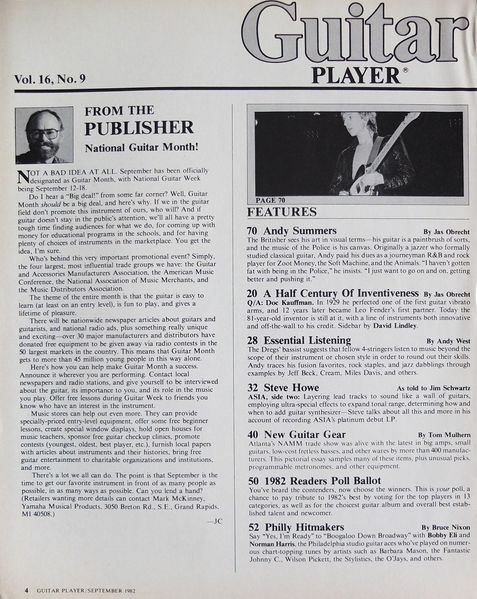 Guitar
PLAYER®
Vol. 16, No. 9
FROM THE
PUBLISHER
National Guitar Month!
NOT A BAD IDEA AT ALL. September has been officially
designated as Guitar Month, with National Guitar Week
being September 12-18.
Do I hear a "Big deal!" from some far corner? Well, Guitar
Month should be a big deal, and here's why. If we in the guitar
field don't promote this instrument of ours, who will? And if
guitar doesn't stay in the public's attention, we'll all have a pretty
tough time finding audiences for what we do, for coming up with
money for educational programs in the schools, and for having
plenty of choices of instruments in the marketplace. You get the
idea, I'm sure.
Who's behind this very important promotional event? Simply,
the four largest, most influential trade groups we have: the Guitar
and Accessories Manufacturers Association, the American Music
Conference, the National Association of Music Merchants, and
the Music Distributors Association.
The theme of the entire month is that the guitar is easy to
learn (at least on an entry level), is fun to play, and gives a
lifetime of pleasure.
There will be nationwide newspaper articles about guitars and
guitarists, and national radio ads, plus something really unique
and exciting—over 30 major manufacturers and distributors have
donated free equipment to be given away via radio contests in the
50 largest markets in the country. This means that Guitar Month
gets to more than 45 million young people in this way alone.
Here's how you can help make Guitar Month a success.
Announce it wherever you are performing. Contact local
newspapers and radio stations, and give yourself to be interviewed
about the guitar, its importance to you, and its role in the music
you play. Offer free lessons during Guitar Week to friends you
know who have an interest in the instrument.
Music stores can help out even more. They can provide
specially-priced entry-level equipment, offer some free beginner
lessons, create special window displays, hold open houses for
music teachers, sponsor free guitar checkup clinics, promote
contests (youngest, oldest, best player, etc.), furnish local papers
with articles about instruments and their histories, bring free
guitar entertainment to charitable organizations and institutions,
and more.
There's a lot we all can do. The point is that September is the
time to get our favorite instrument in front of as many people as
possible, in as many ways as possible. Can you lend a hand?
(Retailers wanting more details can contact Mark McKinney,
Yamaha Musical Products, 3050 Breton Rd., S.E., Grand Rapids,
MI 40508.)
—JC
PAGE 70
FEATURES
70 Andy Summers By Jas Obrecht
The Britisher sees his art in visual terms—his guitar is a paintbrush of sorts,
and the music of the Police is his canvas. Originally a jazzer who formally
studied classical guitar, Andy paid his dues as a journeyman R&B and rock
player for Zoot Money, the Soft Machine, and the Animals. "I haven't gotten
fat with being in the Police," he insists. "I just want to go on and on, getting
better and pushing it."
20 A Half Century Of Inventiveness By Jas Obrecht
Q/A: Doc Kauffman. In 1929 he perfected one of the first guitar vibrato
arms, and 12 years later became Leo Fender's first partner. Today the
81-year-old inventor is still at it, with a line of instruments both innovative
and off-the-wall to his credit. Sidebar by David Lindley.
28 Essential Listening By Andy West
The Dregs' bassist suggests that fellow 4-stringers listen to music beyond the
scope of their instrument or chosen style in order to round out their skills.
Andy traces his fusion favorites, rock staples, and jazz dabblings through
examples by Jeff Beck, Cream, Miles Davis, and others.
32 Steve Howe As told to Jim Schwartz
ASIA, side two: Layering lead tracks to sound like a wall of guitars,
employing ultra-special effects to expand tonal range, determining how and
when to add guitar synthesizer—Steve talks about all this and more in his
account of recording ASIA's platinum debut LP.
40 New Guitar Gear By Tom Mulhern
Atlanta's NAMM trade show was alive with the latest in big amps, small
guitars, low-cost fretless basses, and other wares by more than 400 manufac-
turers. This pictorial essay samples many of these items, plus unusual picks,
programmable metronomes, and other equipment.
50 1982 Readers Poll Ballot
You've heard the contenders, now choose the winners. This is your poll, a
chance to pay tribute to 1982's best by voting for the top players in 13
categories, as well as for the choicest guitar album and overall best estab-
lished talent and newcomer.
52 Philly Hitmakers By Bruce Nixon
Say "Yes, I'm Ready" to "Boogaloo Down Broadway" with Bobby Eli and
Norman Harris, the Philadelphia studio guitar aces who've played on numer-
ous chart-topping tunes by artists such as Barbara Mason, the Fantastic
Johnny C., Wilson Pickett, the Stylistics, the O'Jays, and others.
4 GUITAR PLAYER/SEPTEMBER 1982